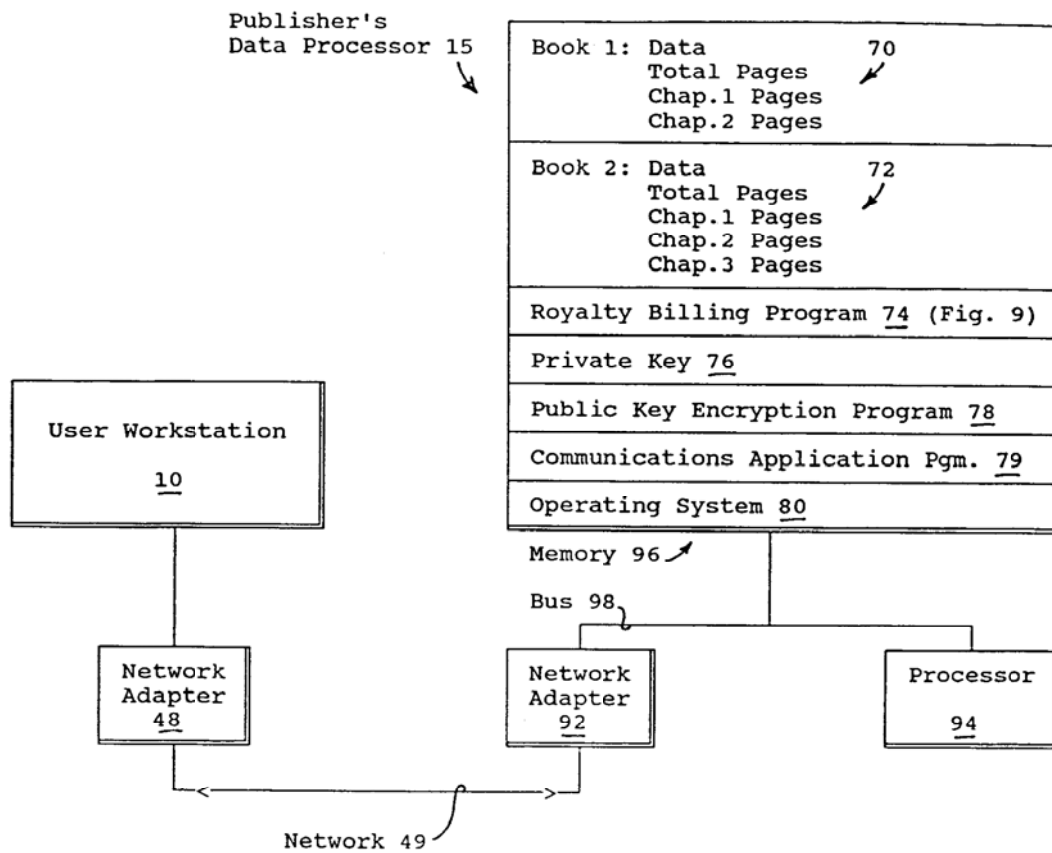 Publisher's
Data Processor 15
Book 1: Data 70
Total Pages
Chap.1 Pages
Chap.2 Pages
Book 2: Data 72
Total Pages
Chap.1 Pages
Chap.2 Pages
Chap.3 Pages
Royalty Billing Program 74 (Fig. 9)
Private Key 76
Public Key Encryption Program 78
Communications Application Pgm. 79
Operating System 80
User Workstation
10
Memory 96
Bus 98
Network
Adapter
48
Network
Adapter
92
Processor
94
Network 49